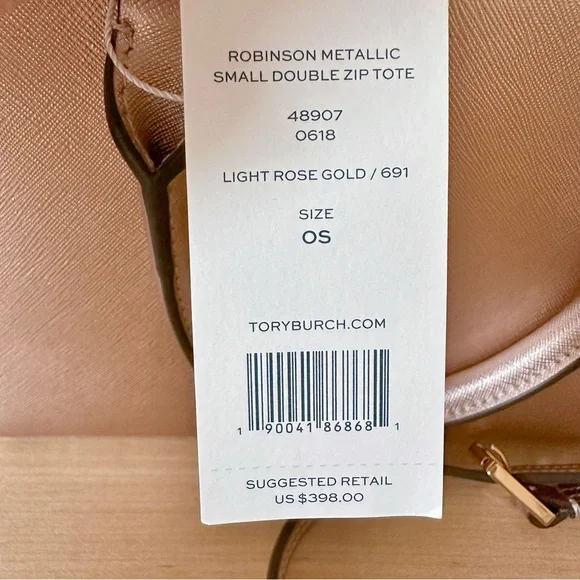 ROBINSON METALLIC
SMALL DOUBLE ZIP TOTE
48907
0618
LIGHT ROSE GOLD / 691
SIZE
OS
TORYBURCH.COM
1 90041 86868 1
SUGGESTED RETAIL
US $398.00